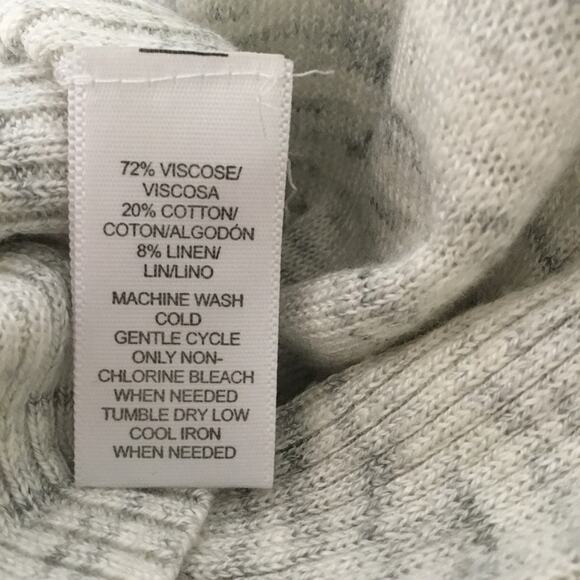 72% VISCOSE/
VISCOSA
20% COTTON/
COTON/ALGODÓN
8% LINEN/
LIN/LINO
MACHINE WASH
COLD
GENTLE CYCLE
ONLY NON-
CHLORINE BLEACH
WHEN NEEDED
TUMBLE DRY LOW
COOL IRON
WHEN NEEDED